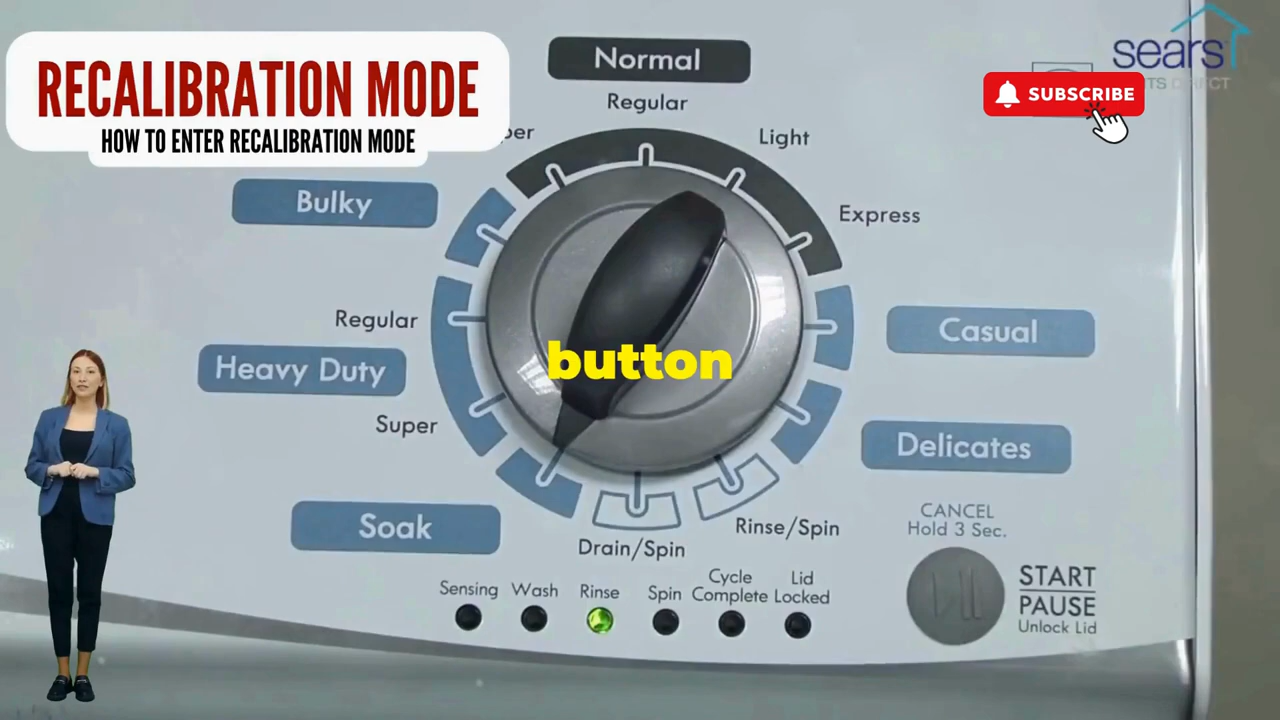 RECALIBRATION MODE
HOW TO ENTER RECALIBRATION MODE
sears
SUBSCRIBE
Normal
Regular
Light
Express
Bulky
Regular
Heavy Duty
Super
Soak
button
Casual
Delicates
Rinse/Spin
Drain/Spin
CANCEL
Hold 3 Sec.
START
PAUSE
Unlock Lid
Sensing
Wash
Rinse
Spin
Cycle
Complete
Lid
Locked